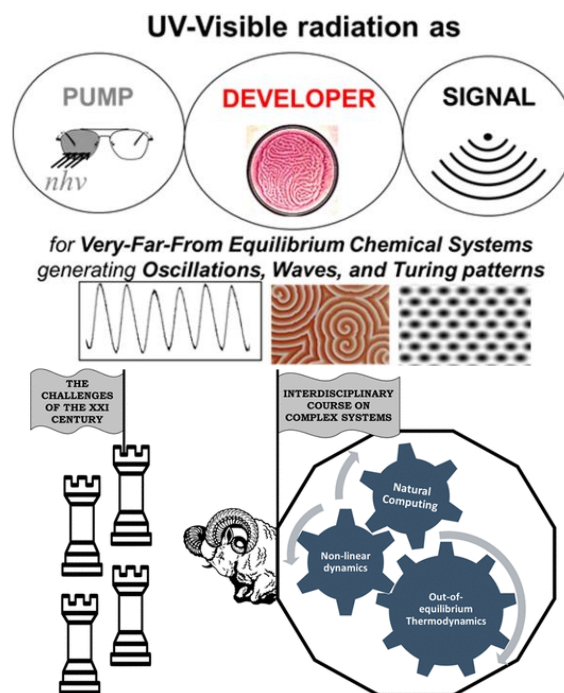 UV-Visible radiation as
PUMP
DEVELOPER
SIGNAL
nhν
for Very-Far-From Equilibrium Chemical Systems
generating Oscillations, Waves, and Turing patterns
THE
CHALLENGES
OF THE XXI
CENTURY
INTERDISCIPLINARY
COURSE ON
COMPLEX SYSTEMS
Natural
Computing
Non-linear
dynamics
Out-of-
equilibrium
Thermodynamics